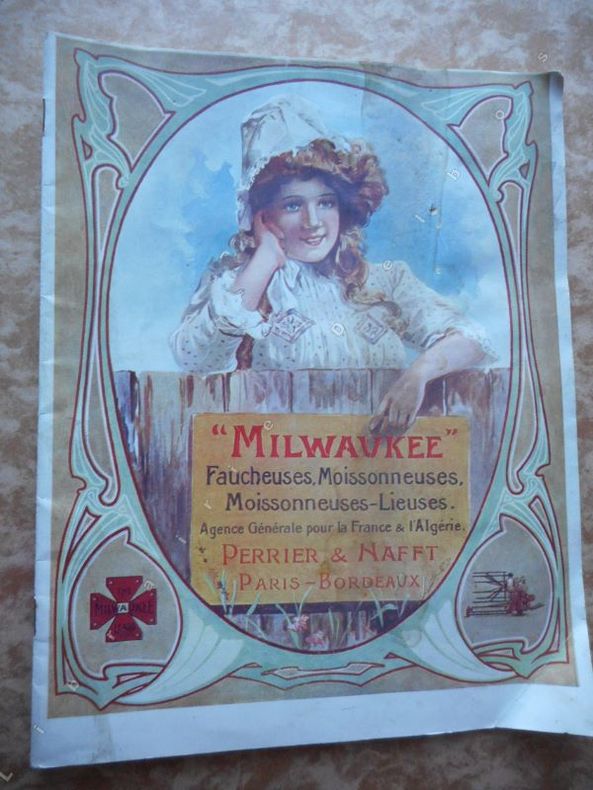 "MILWAUKEE"
Faucheuses, Moissonneuses,
Moissonneuses-Lieuses.
Agence Générale pour la France & l'Algérie.
PERRIER & NAFFT
PARIS-BORDEAUX
MILWAUKEE